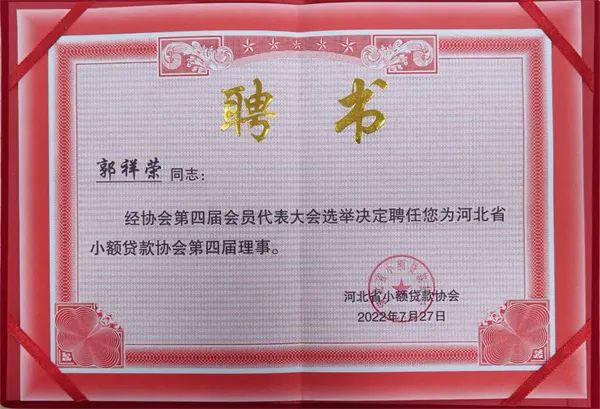 聘书
郭祥荣 同志：
经协会第四届会员代表大会选举决定聘任您为河北省
小额贷款协会第四届理事。
河北省小额贷款协会
2022年7月27日